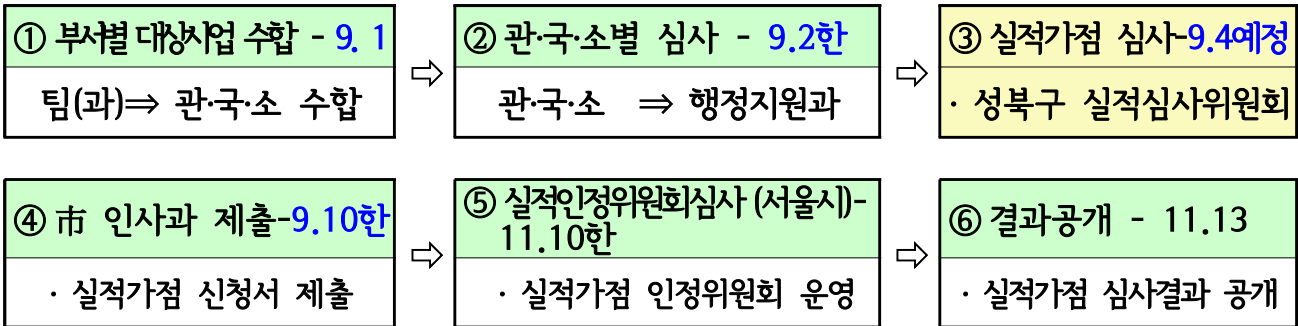 ① 부서별 대상사업 수합 - 9. 1
팀(과)⇒ 관·국·소 수합
⇨
② 관·국·소별 심사 - 9.2한
관·국·소 ⇒ 행정지원과
⇨
③ 실적가점 심사-9.4예정
· 성북구 실적심사위원회
④ 市 인사과 제출-9.10한
· 실적가점 신청서 제출
⇨
⑤ 실적인정위원회심사 (서울시)-
11.10한
· 실적가점 인정위원회 운영
⇨
⑥ 결과공개 - 11.13
· 실적가점 심사결과 공개